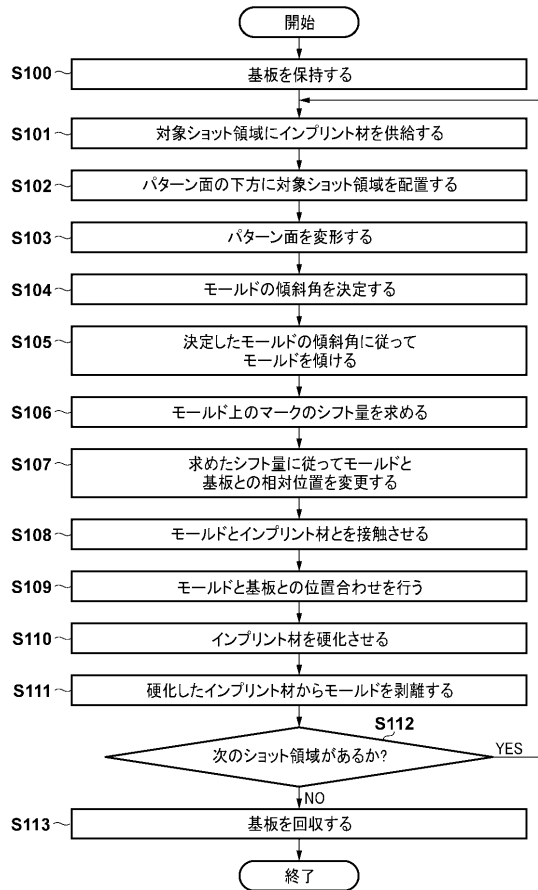 開始
S100 基板を保持する
S101 対象ショット領域にインプリント材を供給する
S102 パターン面の下方に対象ショット領域を配置する
S103 パターン面を変形する
S104 モールドの傾斜角を決定する
S105 決定したモールドの傾斜角に従って
モールドを傾ける
S106 モールド上のマークのシフト量を求める
S107 求めたシフト量に従ってモールドと
基板との相対位置を変更する
S108 モールドとインプリント材とを接触させる
S109 モールドと基板との位置合わせを行う
S110 インプリント材を硬化させる
S111 硬化したインプリント材からモールドを剥離する
S112
次のショット領域があるか?
YES
NO
S113 基板を回収する
終了